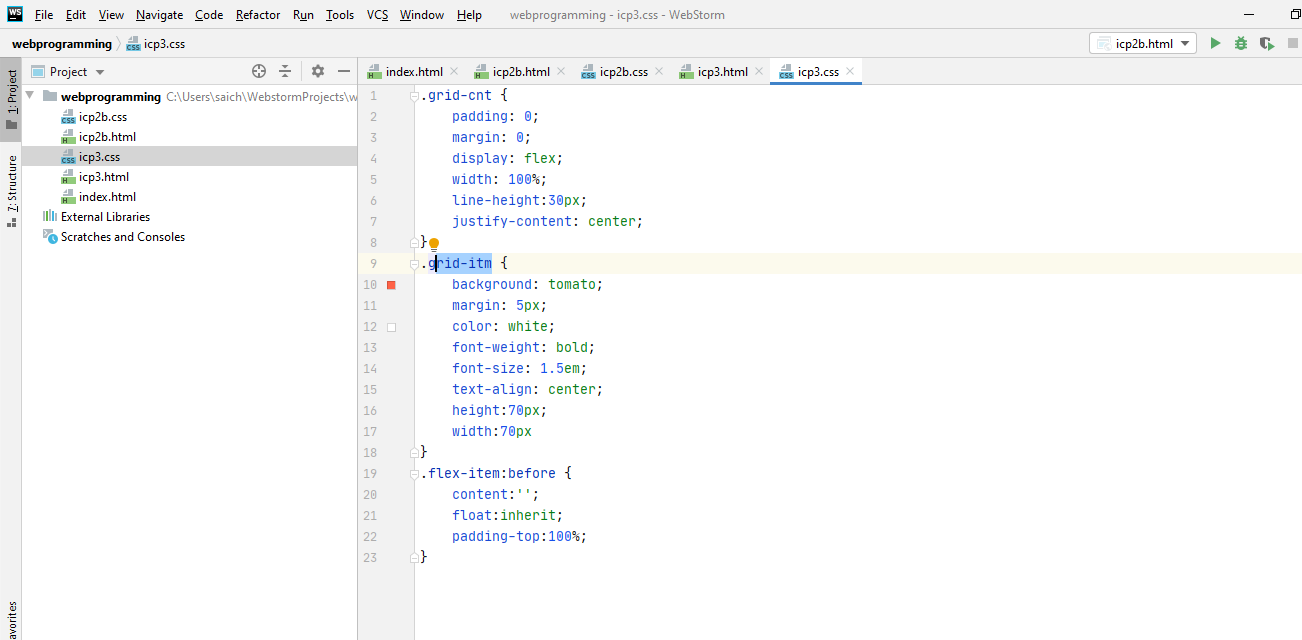 WS File Edit View Navigate Code Refactor Run Tools VCS Window Help webprogramming - icp3.css - WebStorm
webprogramming icp3.css icp2b.html
1: Project
7: Structure
avorites
Project
webprogramming C:\Users\saich\WebstormProjects\w
icp2b.css
icp2b.html
icp3.css
icp3.html
index.html
External Libraries
Scratches and Consoles
index.html icp2b.html icp2b.css icp3.html icp3.css
1 .grid-cnt {
2     padding: 0;
3     margin: 0;
4     display: flex;
5     width: 100%;
6     line-height:30px;
7     justify-content: center;
8 }
9 .grid-itm {
10     background: tomato;
11     margin: 5px;
12     color: white;
13     font-weight: bold;
14     font-size: 1.5em;
15     text-align: center;
16     height:70px;
17     width:70px
18 }
19 .flex-item:before {
20     content:'';
21     float:inherit;
22     padding-top:100%;
23 }